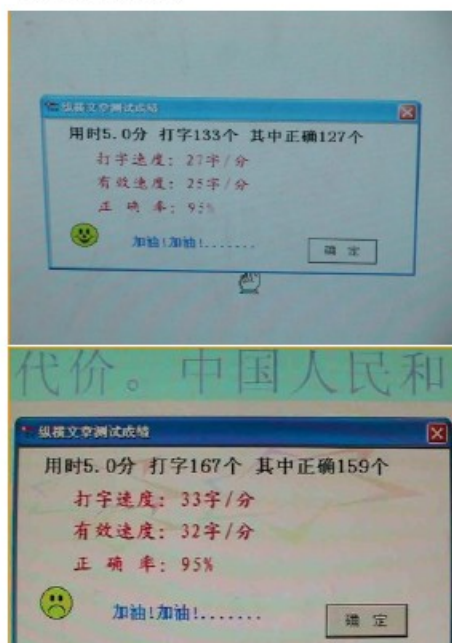 纵横文章测试成绩
用时5.0分 打字133个 其中正确127个
打字速度: 27字/分
有效速度: 25字/分
正 确 率: 95%
加油!加油!.......
确 定
代价。中国人民和
纵横文章测试成绩
用时5.0分 打字167个 其中正确159个
打字速度: 33字/分
有效速度: 32字/分
正 确 率: 95%
加油!加油!.......
确 定